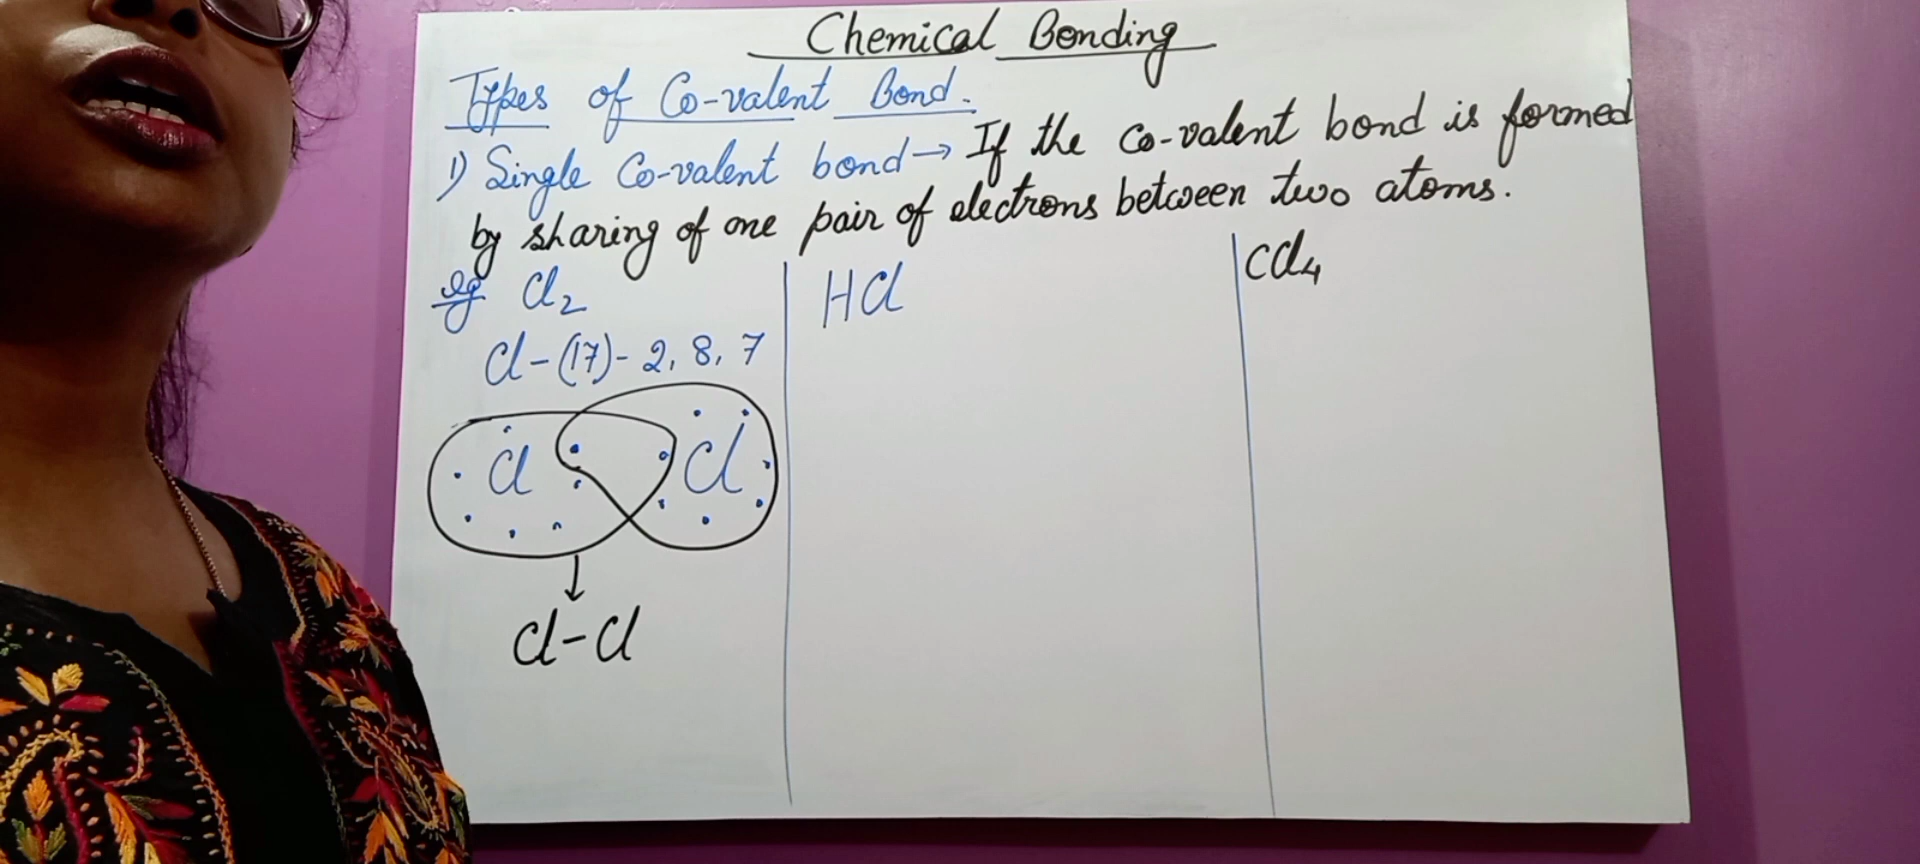 Chemical Bonding
Types of Co-valent Bond.
1) Single Co-valent bond → If the Co-valent bond is formed
by sharing of one pair of electrons between two atoms.
eg Cl2
Cl-(17)- 2, 8, 7
Cl Cl
↓
Cl-Cl
HCl
CCl4